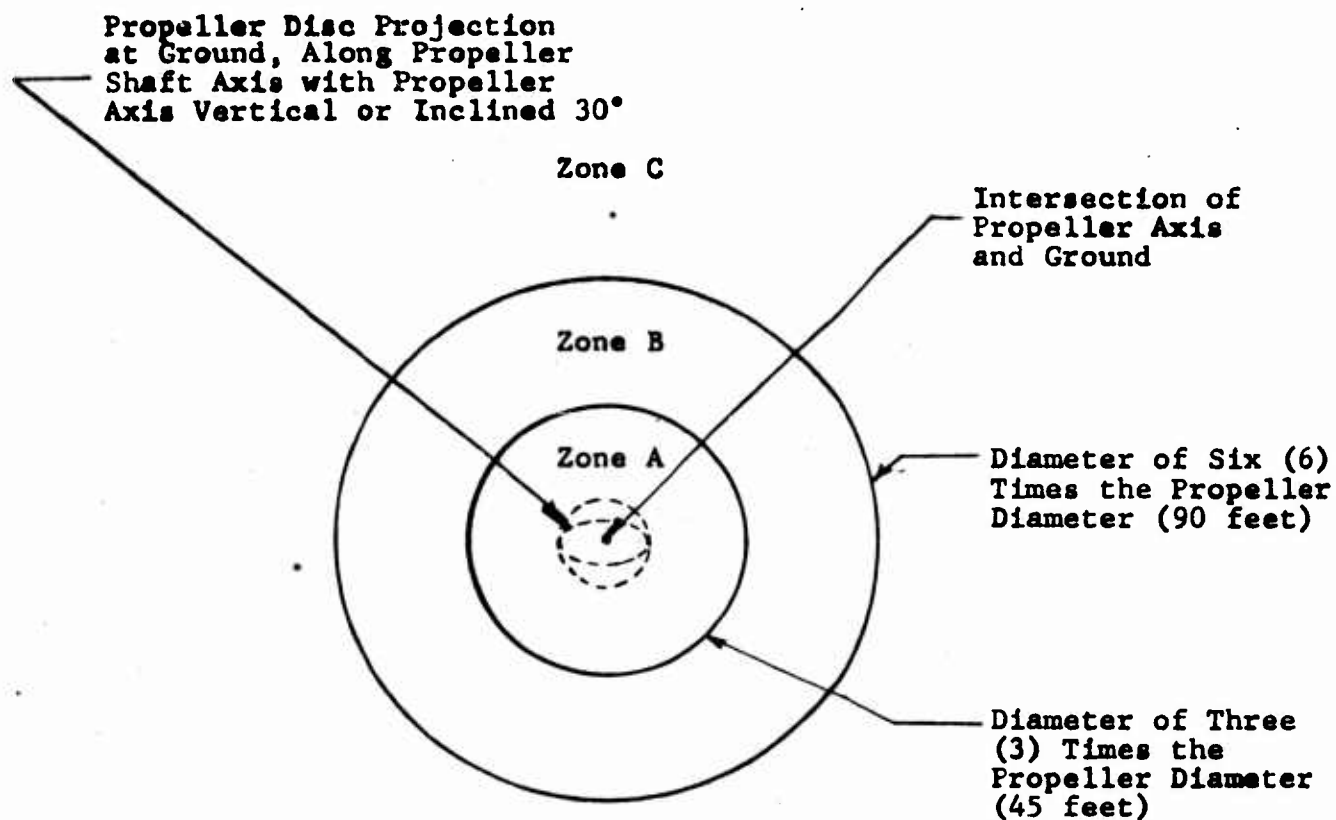 Propeller Disc Projection
at Ground, Along Propeller
Shaft Axis with Propeller
Axis Vertical or Inclined 30°
Zone C
Intersection of
Propeller Axis
and Ground
Zone B
Zone A
Diameter of Six (6)
Times the Propeller
Diameter (90 feet)
Diameter of Three
(3) Times the
Propeller Diameter
(45 feet)